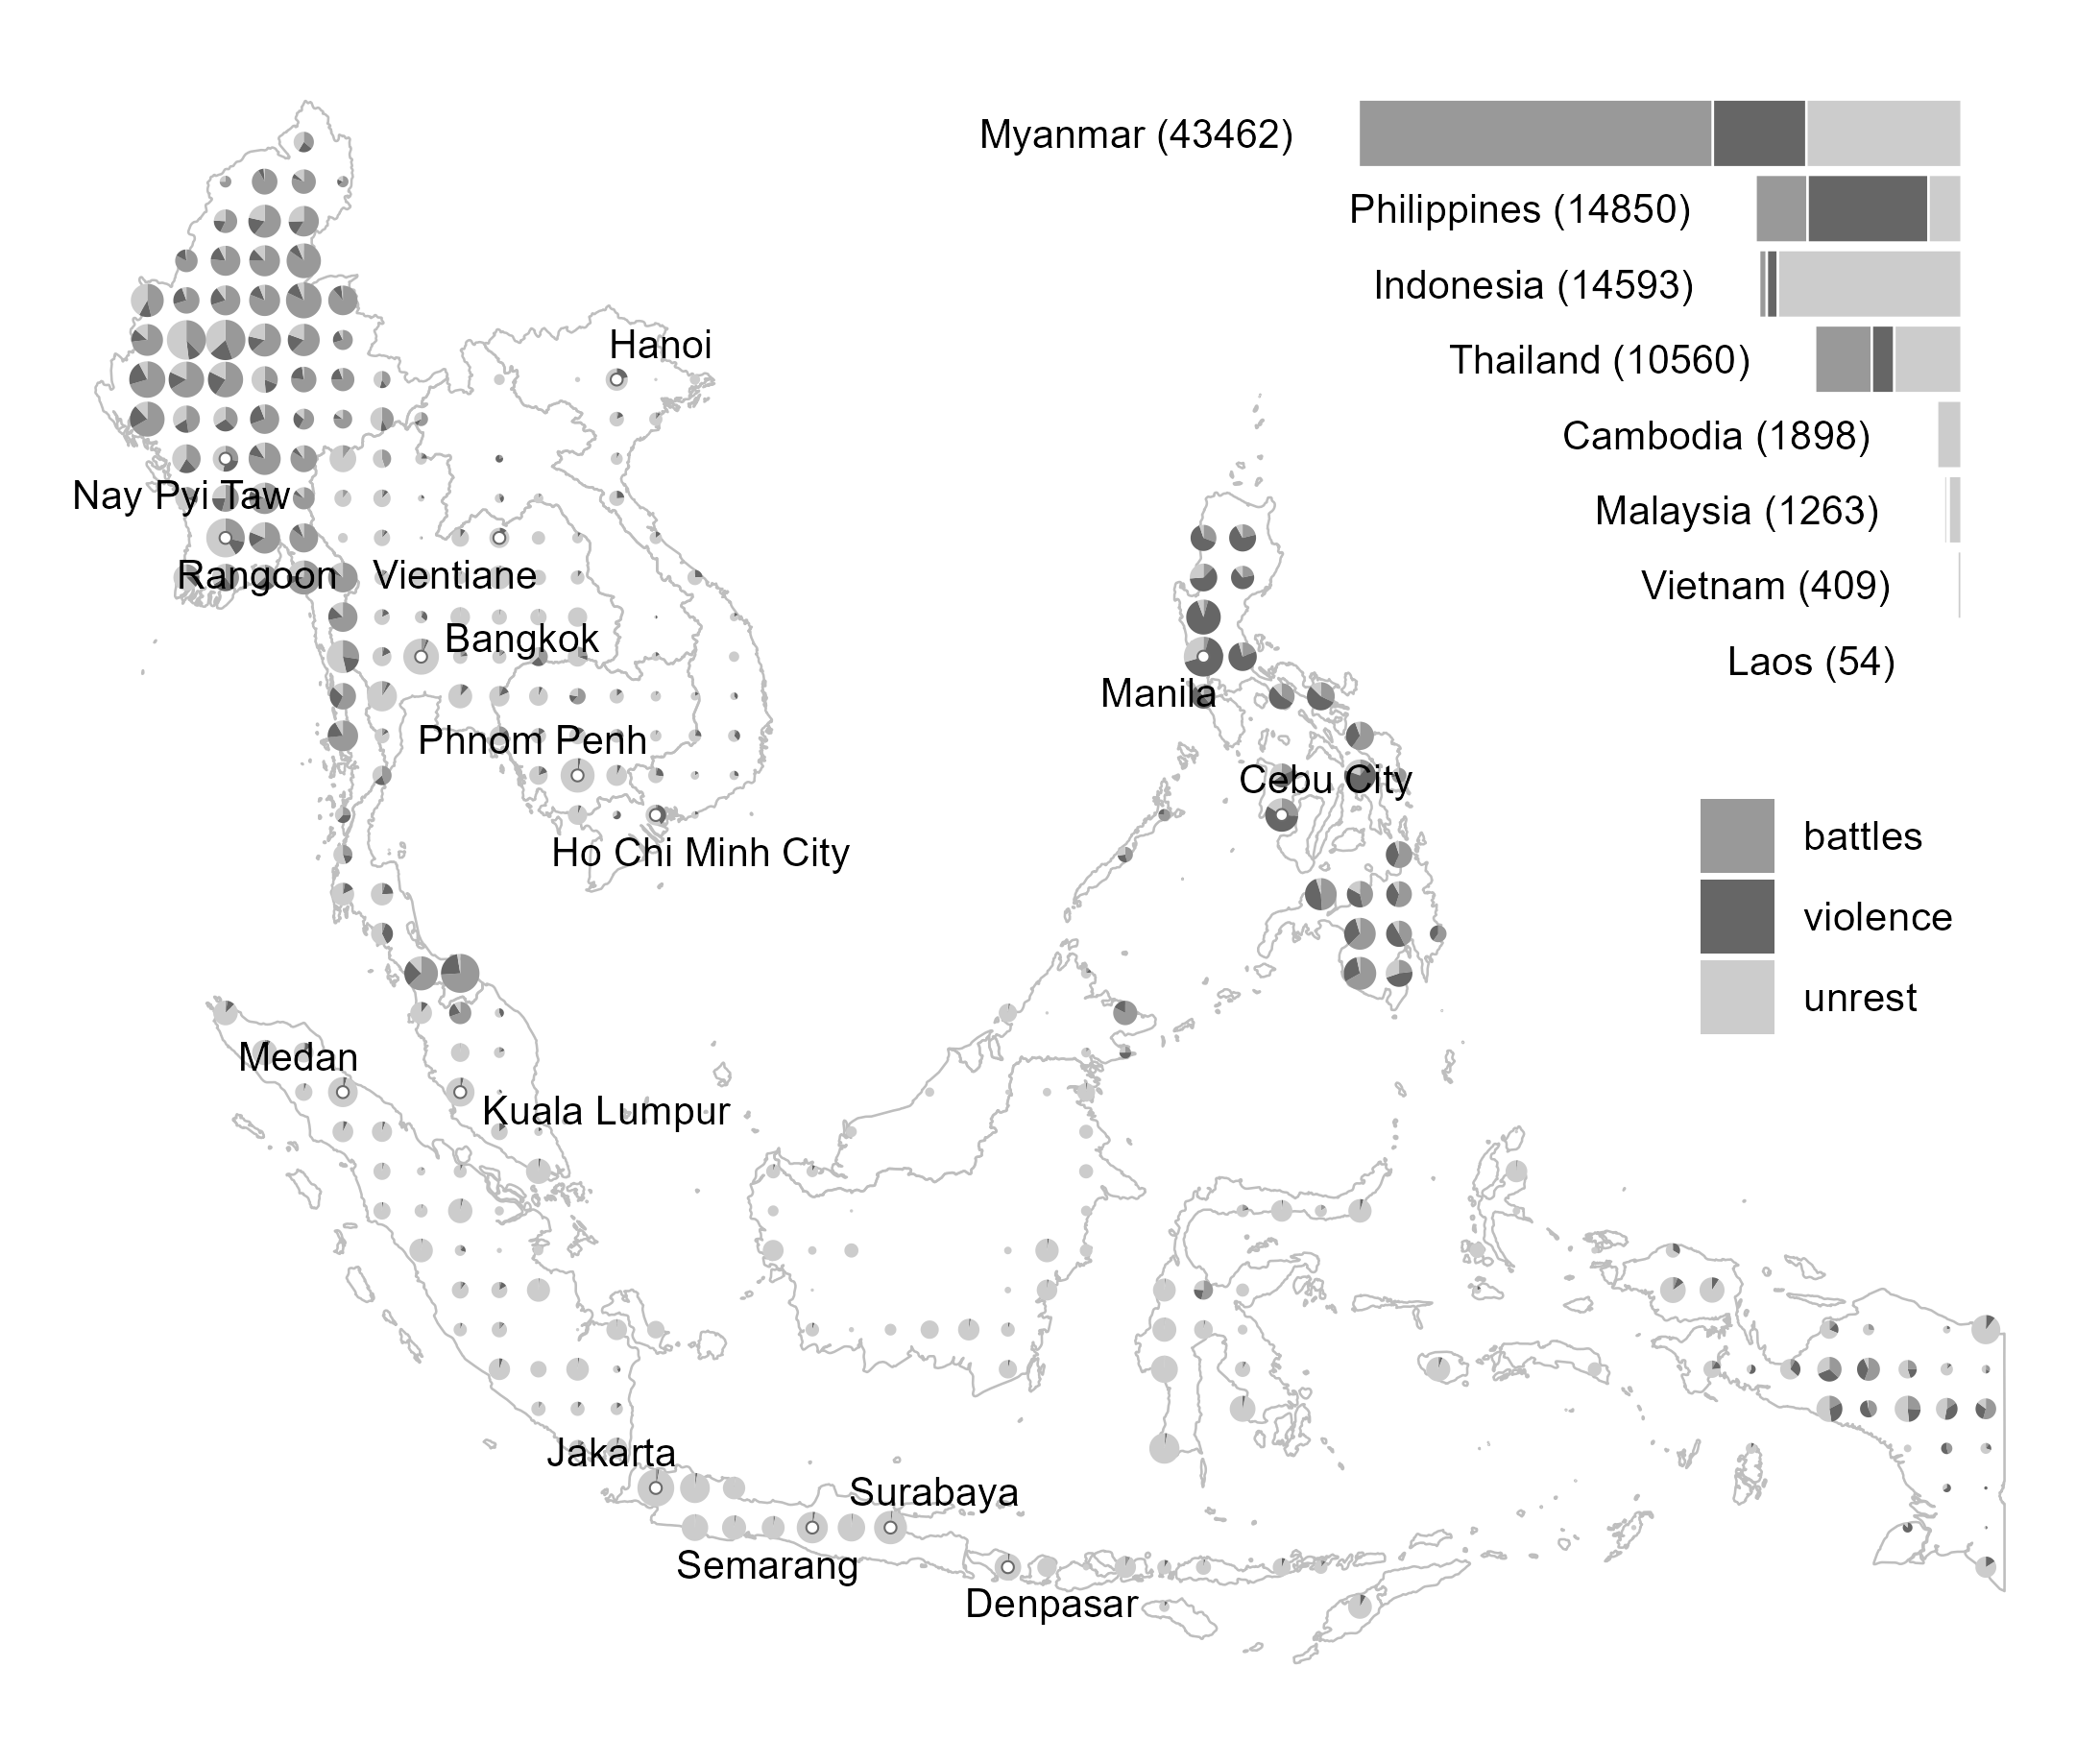 Myanmar (43462)
Philippines (14850)
Indonesia (14593)
Thailand (10560)
Cambodia (1898)
Malaysia (1263)
Vietnam (409)
Laos (54)
Hanoi
Nay Pyi Taw
Rangoon
Vientiane
Bangkok
Manila
Phnom Penh
Cebu City
Ho Chi Minh City
battles
violence
unrest
Medan
Kuala Lumpur
Jakarta
Surabaya
Semarang
Denpasar